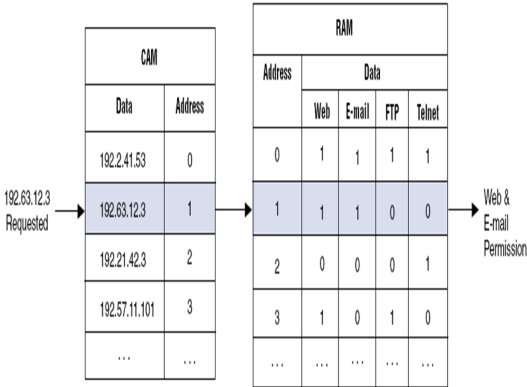 RAM
CAM
Address Data
Data Address
Web E-mail FTP Telnet
192.2.41.53 0 0 1 1 1 1
192.63.12.3
Requested
192.63.12.3 1 1 1 1 0 0
Web &
E-mail
Permission
192.21.42.3 2 2 0 0 0 1
192.57.11.101 3 3 1 0 1 0
... ... ... ... ... ... ...